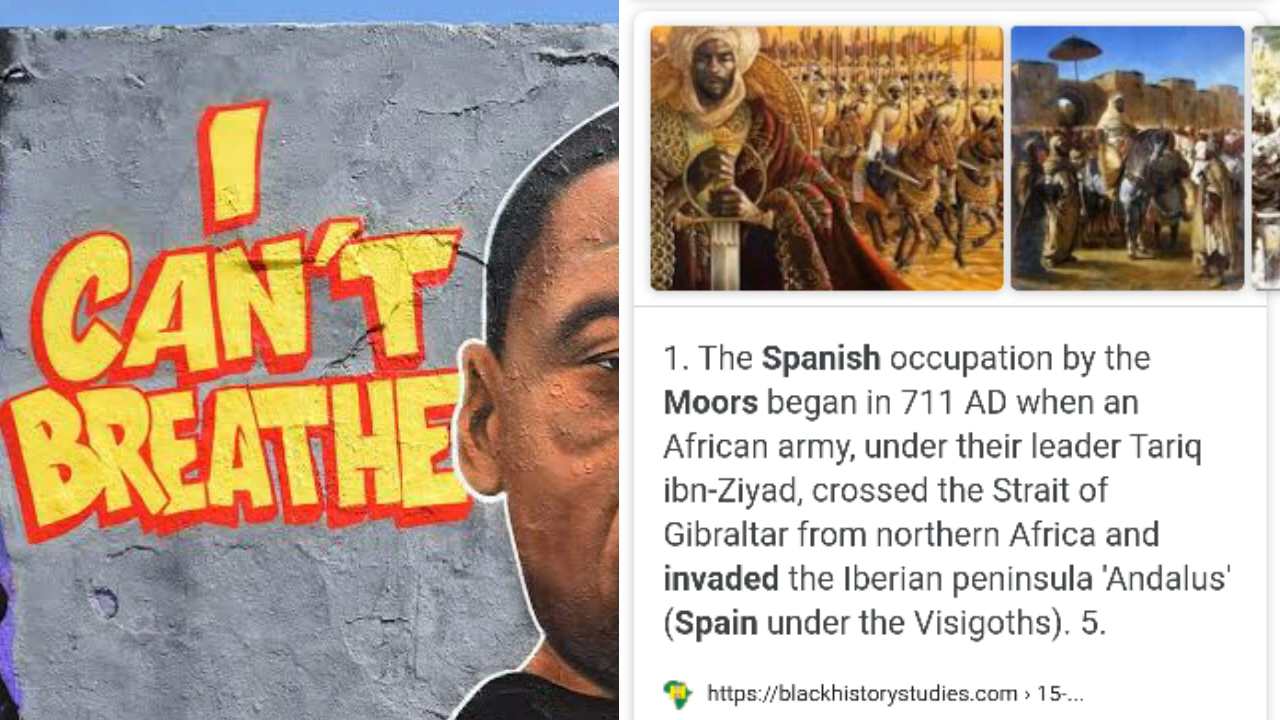 I
CAN'T
BREATHE
1. The Spanish occupation by the
Moors began in 711 AD when an
African army, under their leader Tariq
ibn-Ziyad, crossed the Strait of
Gibraltar from northern Africa and
invaded the Iberian peninsula 'Andalus'
(Spain under the Visigoths). 5.
H
https://blackhistorystudies.com › 15-...